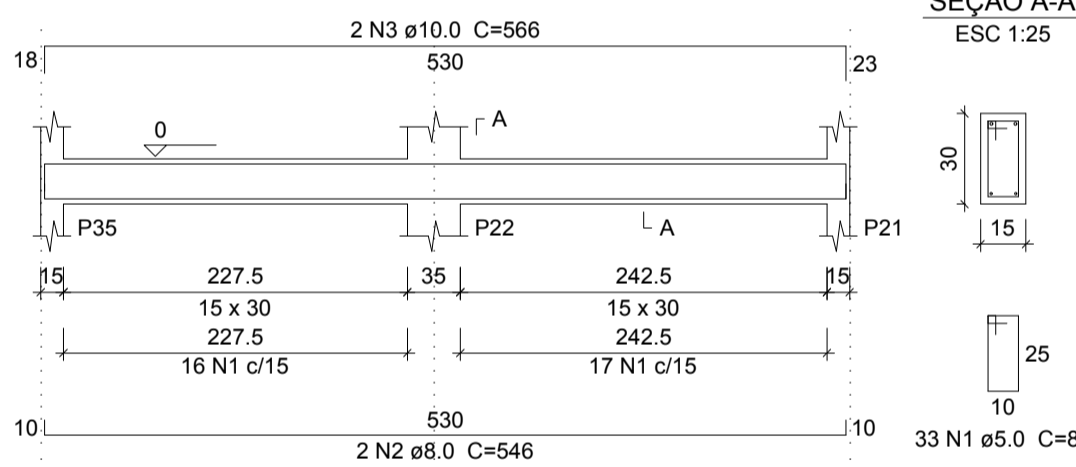 SEÇÃO A-A
ESC 1:25
2 N3 ø10.0 C=566
18
530
23
0
A
30
P35
P22
A
P21
15
15
227.5
35
242.5
15
15 x 30
15 x 30
227.5
242.5
16 N1 c/15
17 N1 c/15
25
10
10
530
10
33 N1 ø5.0 C=8
2 N2 ø8.0 C=546